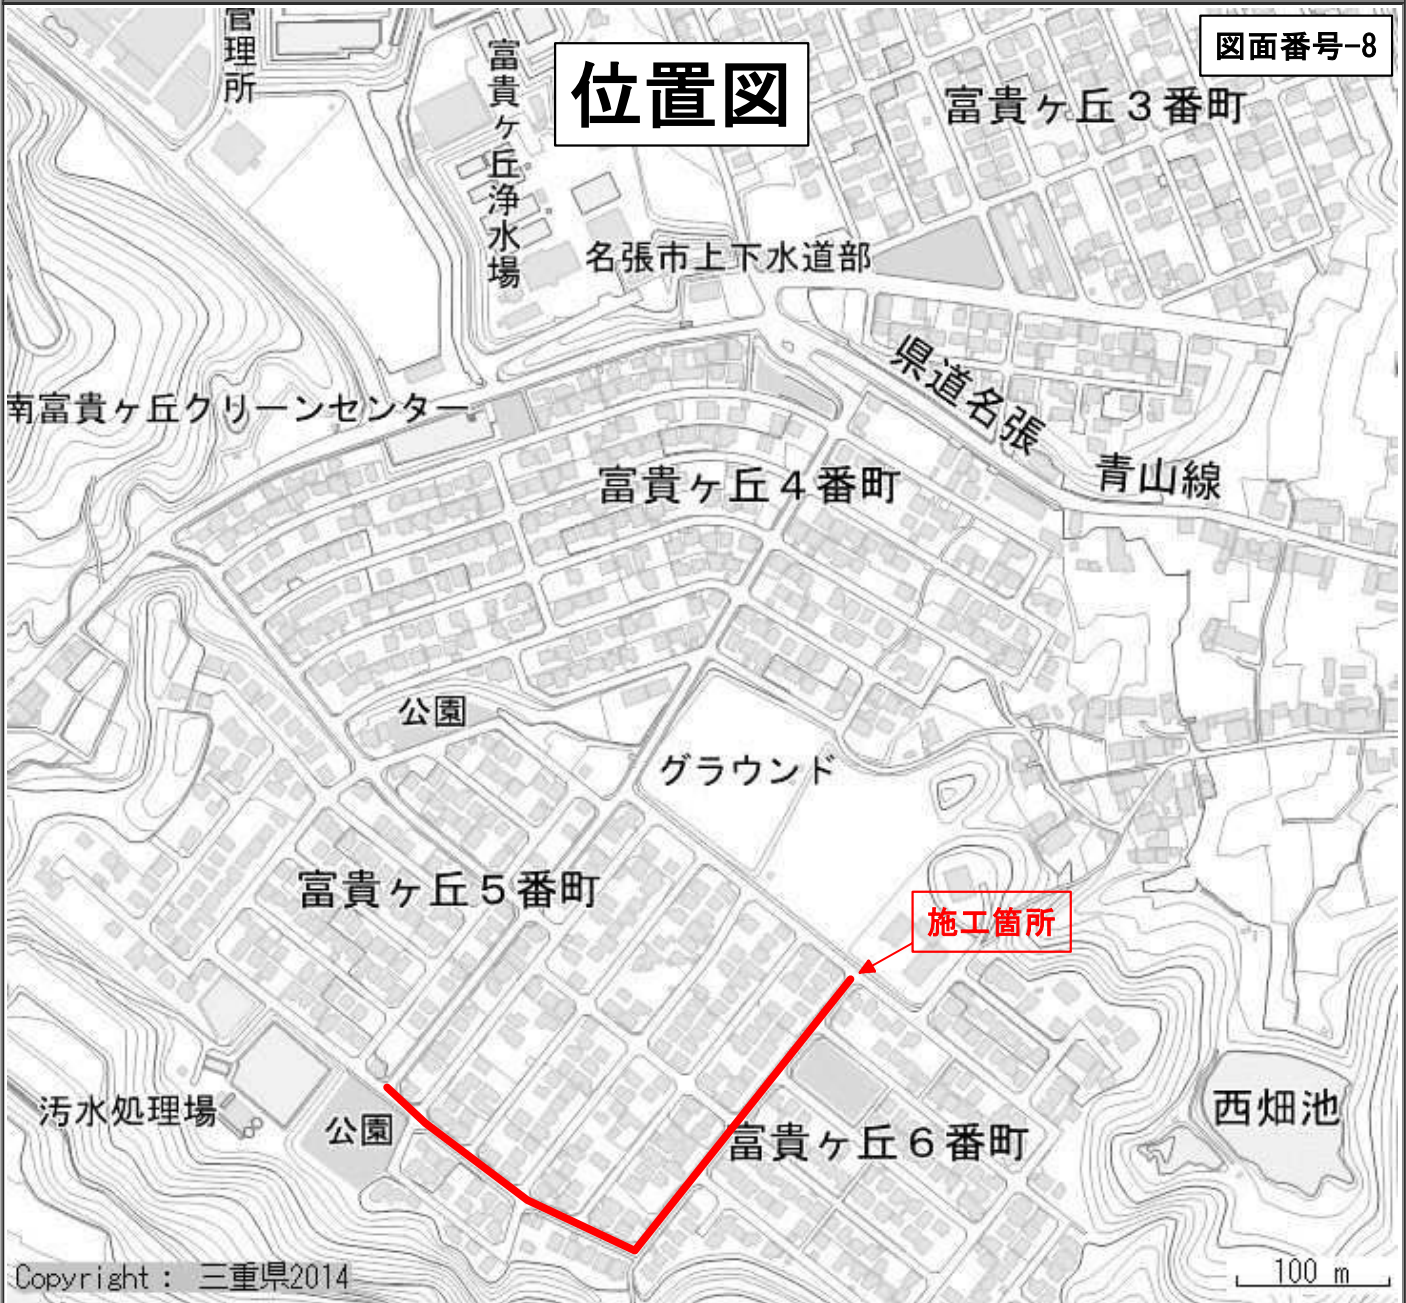 図面番号-8
位置図
管理所
富貴ヶ丘浄水場
富貴ヶ丘3番町
名張市上下水道部
県道名張
青山線
南富貴ヶ丘クリーンセンター
富貴ヶ丘4番町
公園
グラウンド
富貴ヶ丘5番町
施工箇所
汚水処理場
公園
富貴ヶ丘6番町
西畑池
Copyright : 三重県2014
100 m